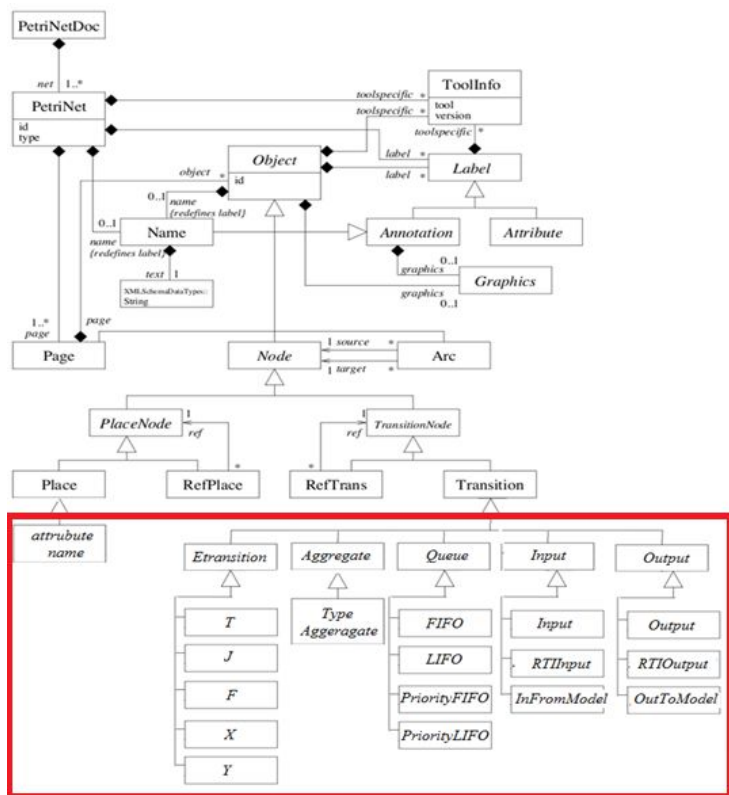 PetriNetDoc
net 1..*
PetriNet
id
type
toolspecific *
toolspecific *
ToolInfo
tool
version
toolspecific *
Object
id
object *
label *
label *
Label
0..1
name
{redefines label}
0..1
name
{redefines label}
Name
Annotation
Attribute
text 1
XMLSchemaDataTypes::
String
graphics
0..1
graphics
0..1
Graphics
1..*
page
page
Page
Node
1 source *
1 target *
Arc
PlaceNode
1
ref
*
TransitionNode
1
ref
*
Place
RefPlace
RefTrans
Transition
attrubute
name
Etransition
Aggregate
Queue
Input
Output
T
J
F
X
Y
Type
Aggeragate
FIFO
LIFO
PriorityFIFO
PriorityLIFO
Input
RTIInput
InFromModel
Output
RTIOutput
OutToModel